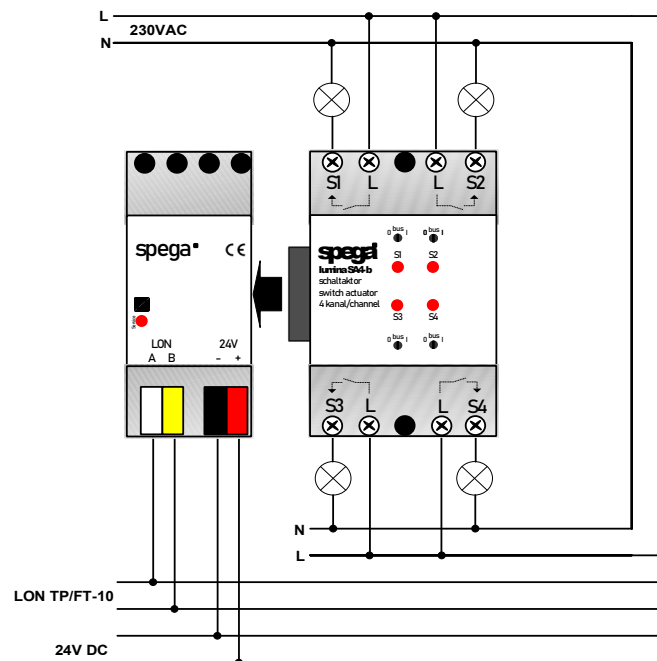 L
230VAC
N
S1 L L S2
spega
CE
spega
lumina SA4-b
schaltaktor
switch actuator
4 kanal/channel
0 bus I 0 bus I
S1 S2
S3 S4
0 bus I 0 bus I
Service
LON 24V
A B - +
S3 L L S4
N
L
LON TP/FT-10
24V DC